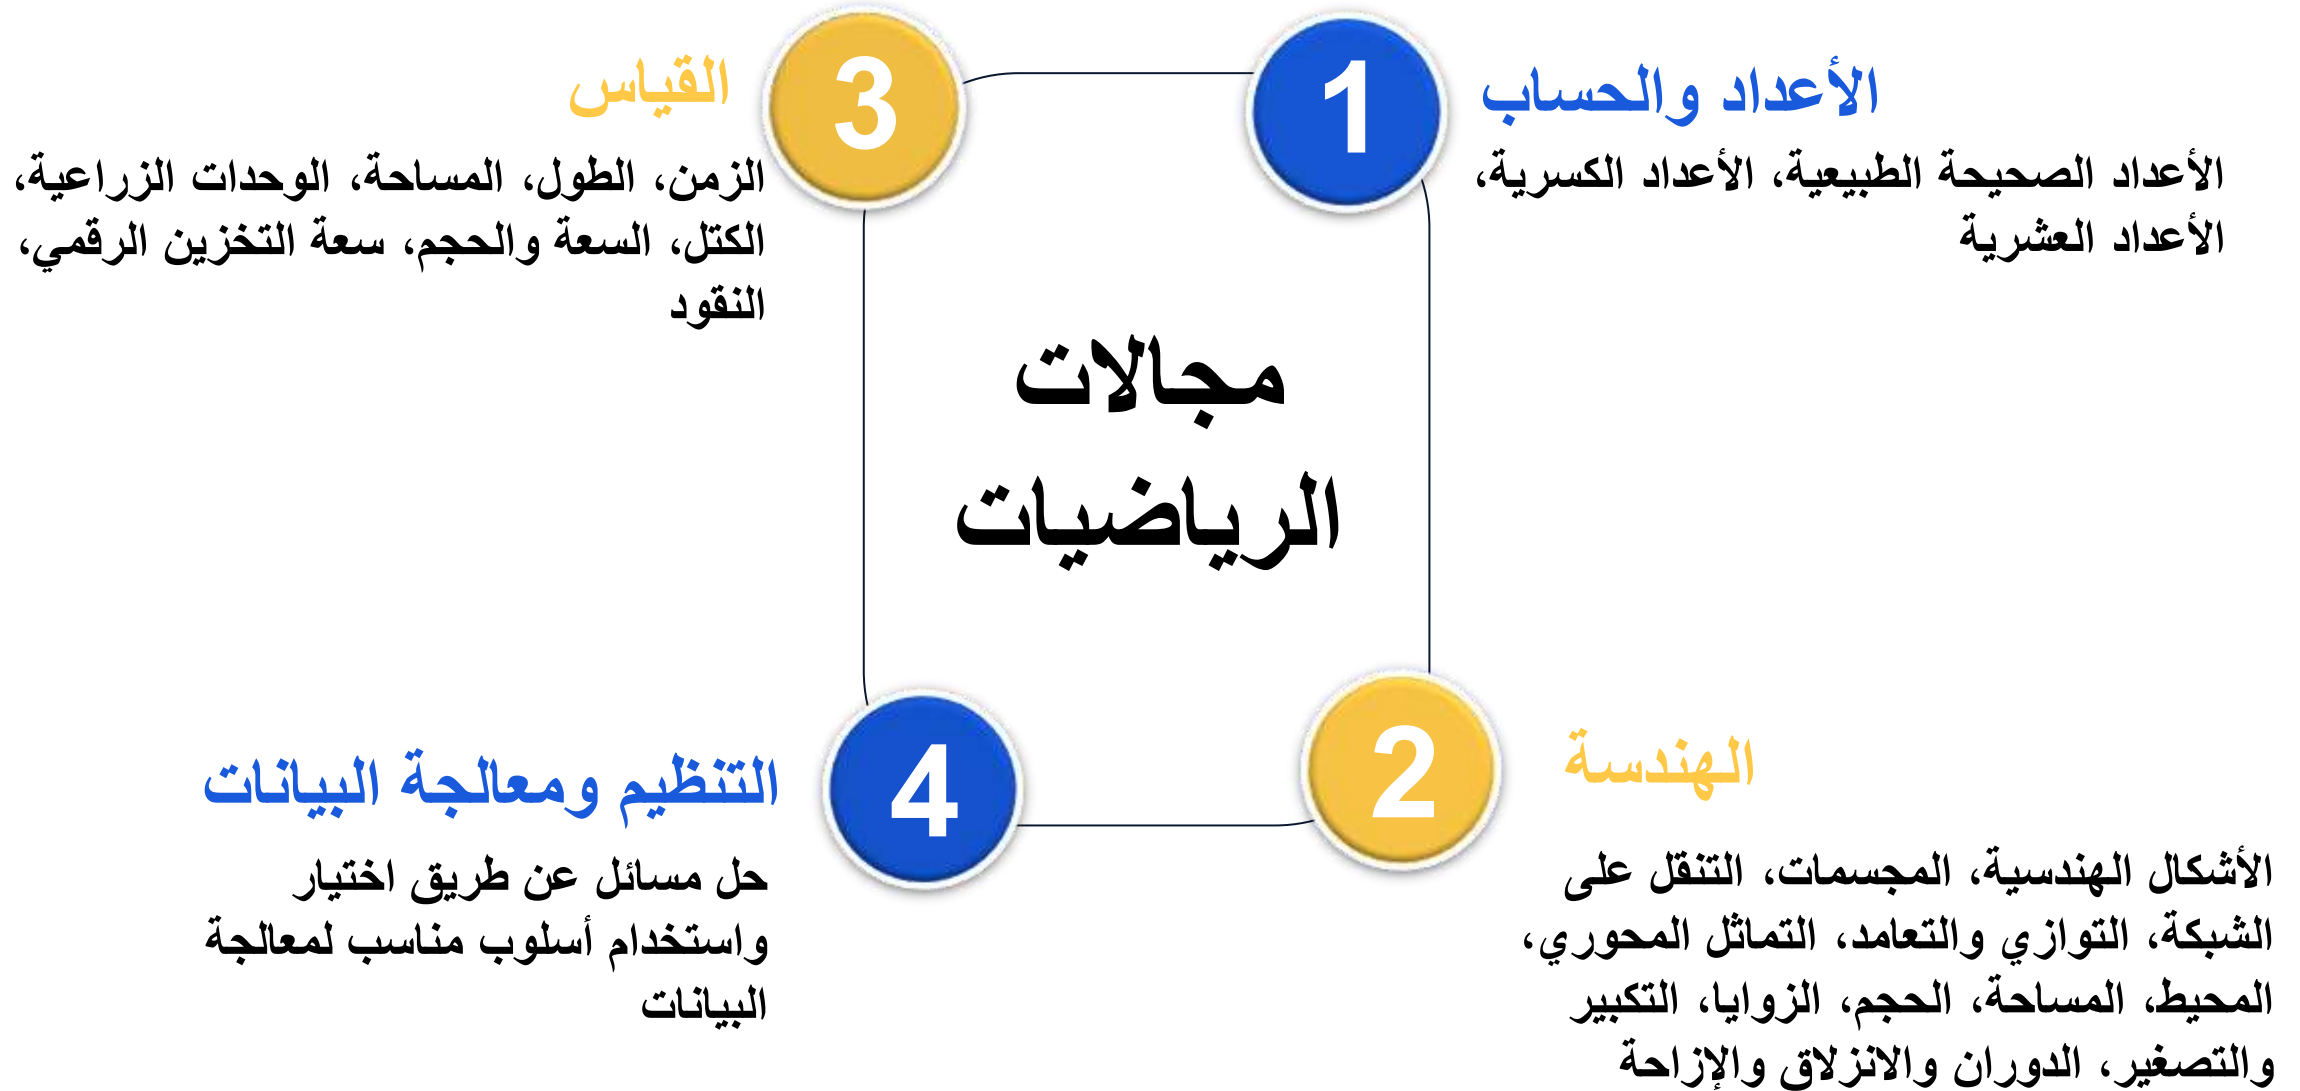 مجالات
الرياضيات
1
الأعداد والحساب
الأعداد الصحيحة الطبيعية، الأعداد الكسرية،
الأعداد العشرية
2
الهندسة
الأشكال الهندسية، المجسمات، التنقل على
الشبكة، التوازي والتعامد، التماثل المحوري،
المحيط، المساحة، الحجم، الزوايا، التكبير
والتصغير، الدوران والانزلاق والإزاحة
3
القياس
الزمن، الطول، المساحة، الوحدات الزراعية،
الكتل، السعة والحجم، سعة التخزين الرقمي،
النقود
4
التنظيم ومعالجة البيانات
حل مسائل عن طريق اختيار
واستخدام أسلوب مناسب لمعالجة
البيانات